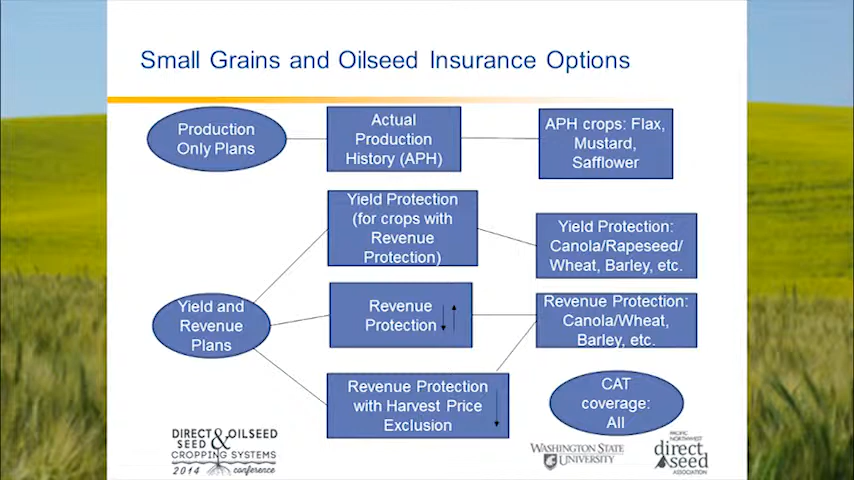 Small Grains and Oilseed Insurance Options
Production
Only Plans
Actual
Production
History (APH)
APH crops: Flax,
Mustard,
Safflower
Yield Protection
(for crops with
Revenue
Protection)
Yield Protection:
Canola/Rapeseed/
Wheat, Barley, etc.
Yield and
Revenue
Plans
Revenue
Protection
Revenue Protection:
Canola/Wheat,
Barley, etc.
Revenue Protection
with Harvest Price
Exclusion
CAT
coverage:
All
DIRECT & OILSEED
SEED
CROPPING SYSTEMS
2014 conference
WASHINGTON STATE
UNIVERSITY
PACIFIC
NORTHWEST
direct
seed
ASSOCIATION